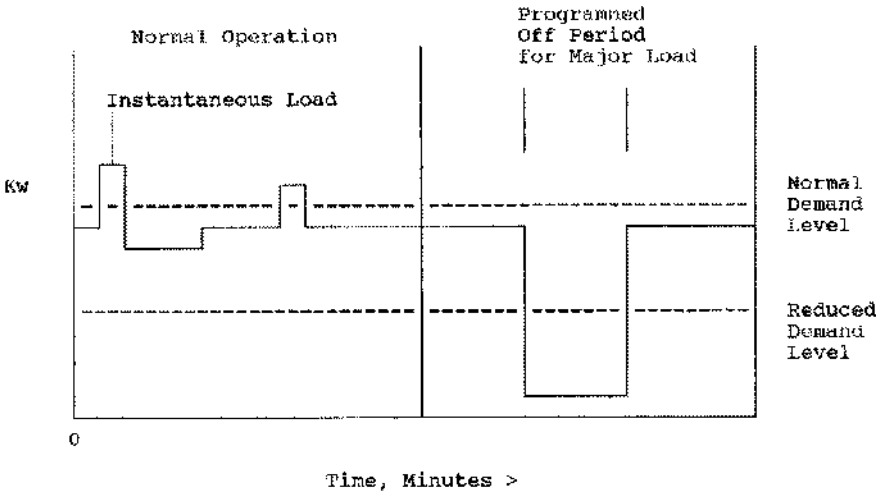 Normal Operation
Programned
Off Period
for Major Load
Instantaneous Load
Kw
Normal
Demand
Level
Reduced
Demand
Level
0
Time, Minutes >